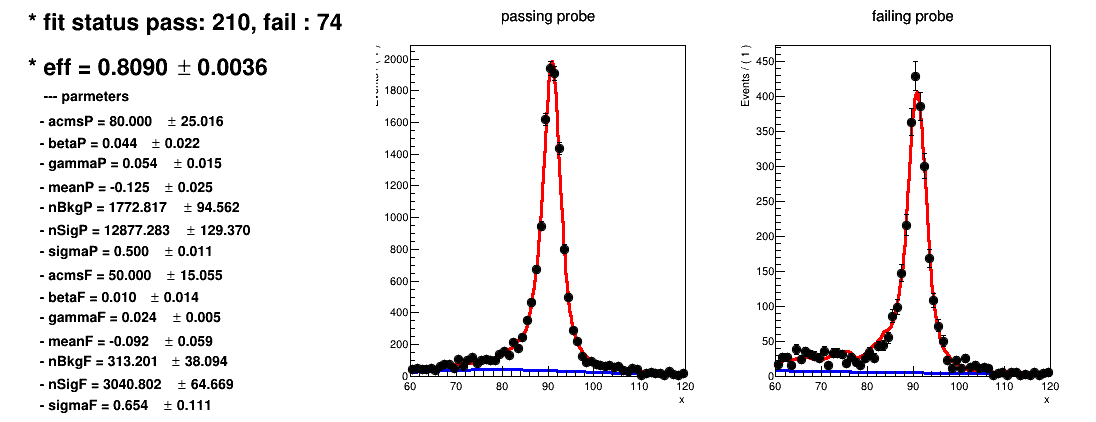 * fit status pass: 210, fail : 74
* eff = 0.8090 ± 0.0036
--- parmeters
- acmsP = 80.000 ± 25.016
- betaP = 0.044 ± 0.022
- gammaP = 0.054 ± 0.015
- meanP = -0.125 ± 0.025
- nBkgP = 1772.817 ± 94.562
- nSigP = 12877.283 ± 129.370
- sigmaP = 0.500 ± 0.011
- acmsF = 50.000 ± 15.055
- betaF = 0.010 ± 0.014
- gammaF = 0.024 ± 0.005
- meanF = -0.092 ± 0.059
- nBkgF = 313.201 ± 38.094
- nSigF = 3040.802 ± 64.669
- sigmaF = 0.654 ± 0.111
passing probe
2000
1800
1600
1400
1200
1000
800
600
400
200
0
60 70 80 90 100 110 120
x
failing probe
Events / ( 1 )
450
400
350
300
250
200
150
100
50
0
60 70 80 90 100 110 120
x